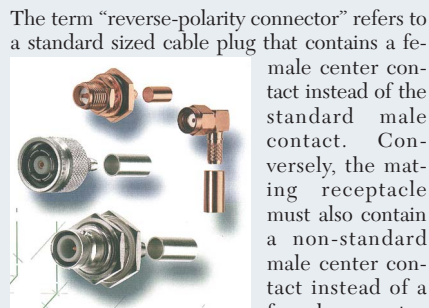 The term “reverse-polarity connector” refers to
a standard sized cable plug that contains a fe-
male center con-
tact instead of the
standard male
contact. Con-
versely, the mat-
ing receptacle
must also contain
a non-standard
male center con-
tact instead of a